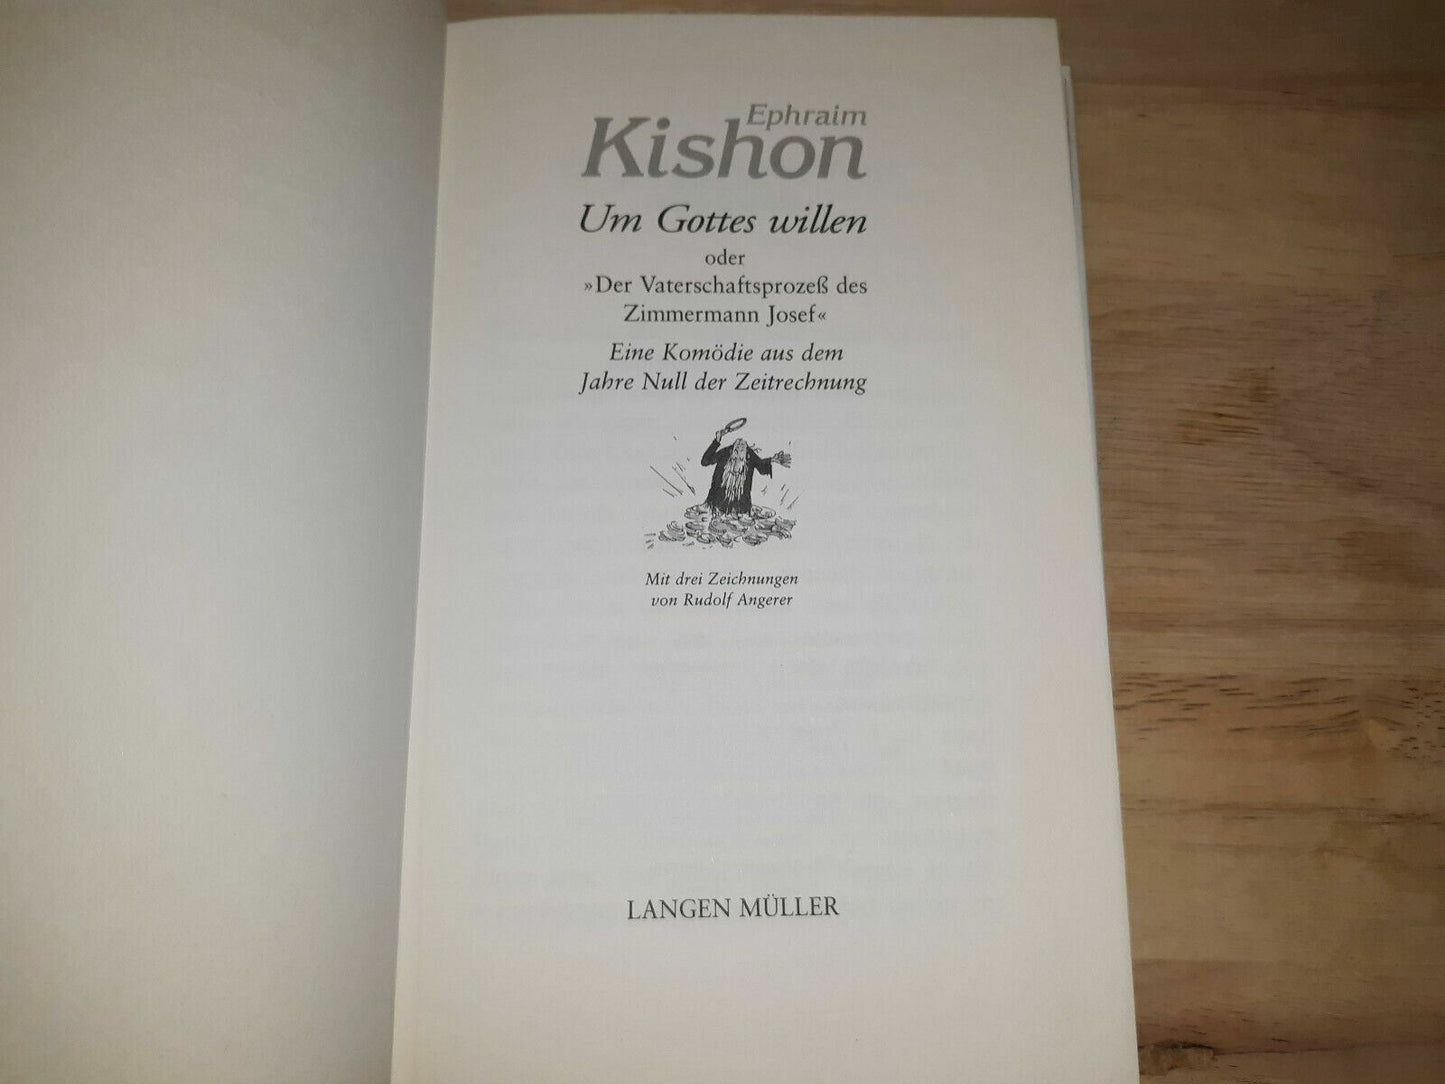 Ephraim
Kishon
Um Gottes willen
oder
»Der Vaterschaftsprozeß des
Zimmermann Josef«
Eine Komödie aus dem
Jahre Null der Zeitrechnung
Mit drei Zeichnungen
von Rudolf Angerer
LANGEN MÜLLER